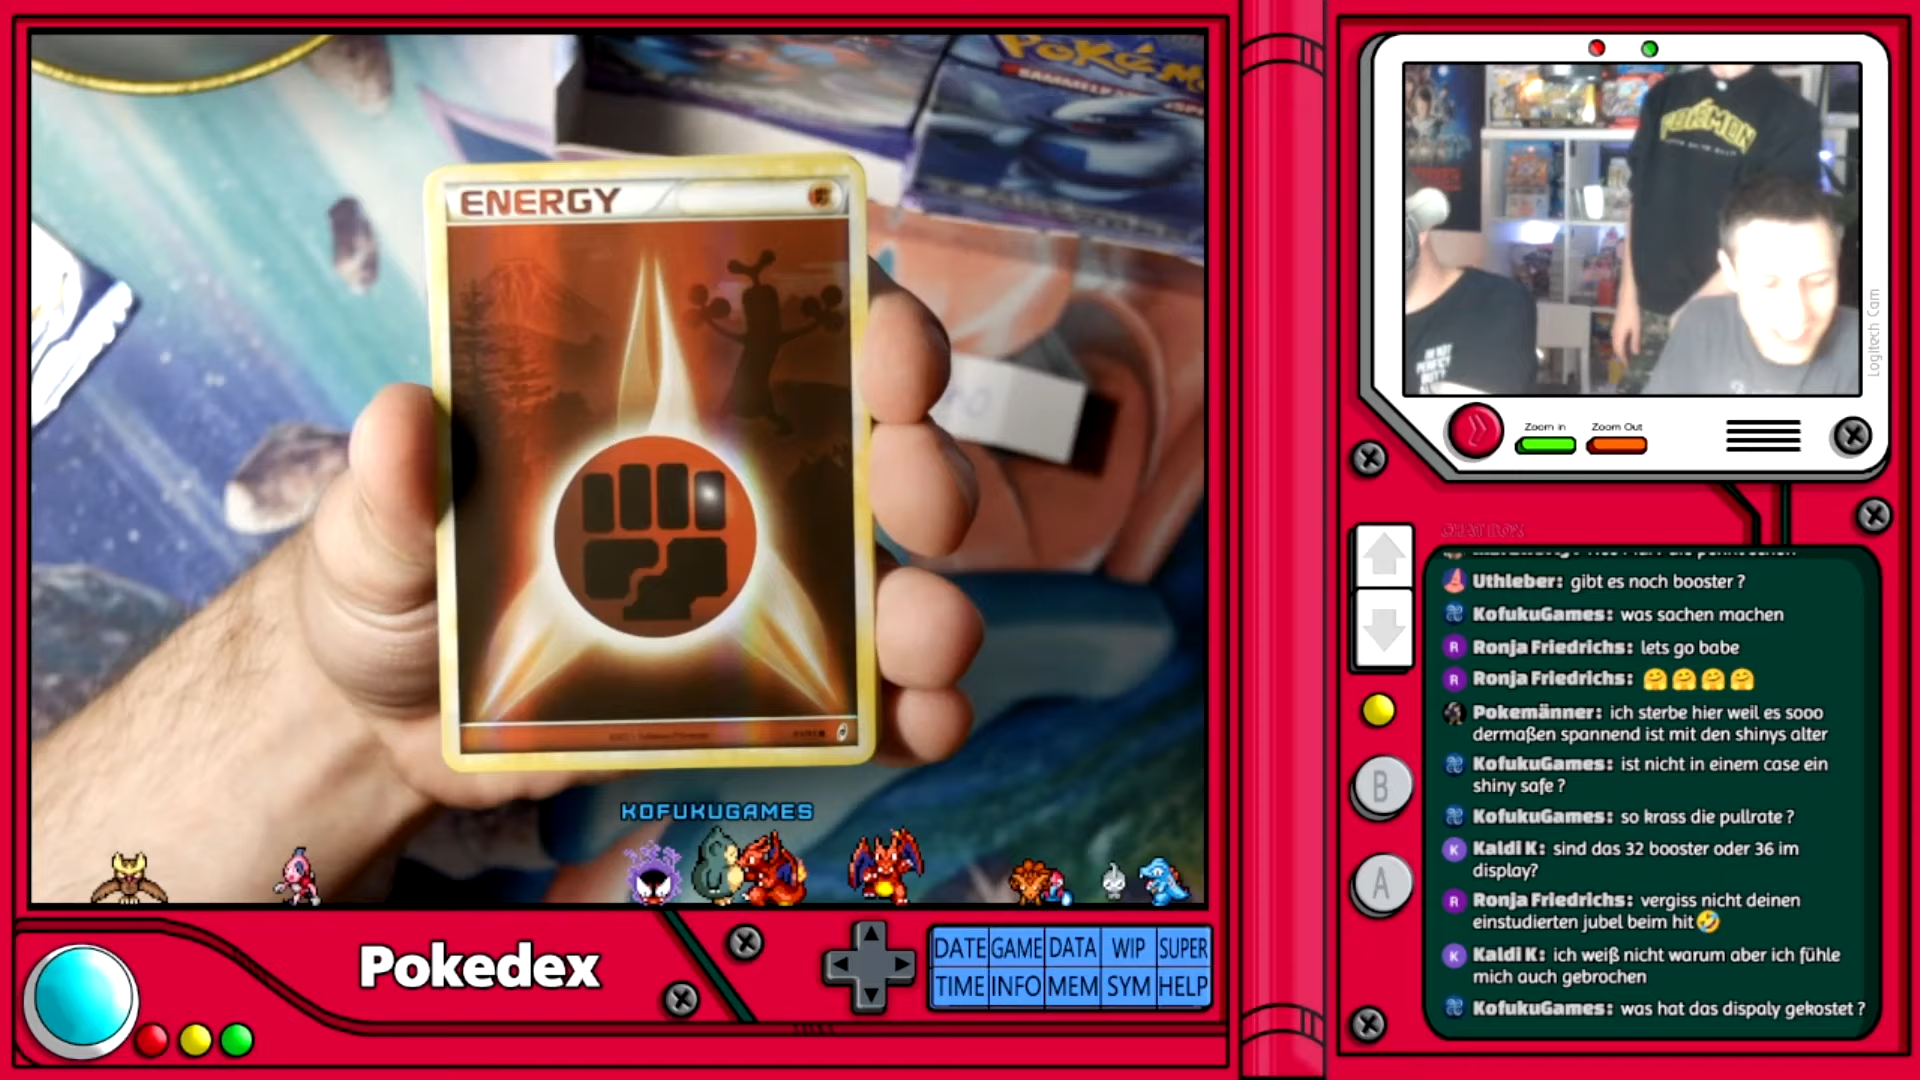 POKÉMON
ENERGY
POKÉMON
Logitech Cam
Zoom in
Zoom Out
Uthleber: gibt es noch booster ?
KofukuGames: was sachen machen
R Ronja Friedrichs: lets go babe
R Ronja Friedrichs: 🤗🤗🤗🤗
Pokemänner: ich sterbe hier weil es sooo
dermaßen spannend ist mit den shinys alter
KofukuGames: ist nicht in einem case ein
shiny safe ?
KofukuGames: so krass die pullrate ?
K Kaldi K: sind das 32 booster oder 36 im
display?
R Ronja Friedrichs: vergiss nicht deinen
einstudierten jubel beim hit🤣
K Kaldi K: ich weiß nicht warum aber ich fühle
mich auch gebrochen
KofukuGames: was hat das dispaly gekostet ?
B
A
KOFUKUGAMES
Pokedex
DATE GAME DATA WIP SUPER
TIME INFO MEM SYM HELP